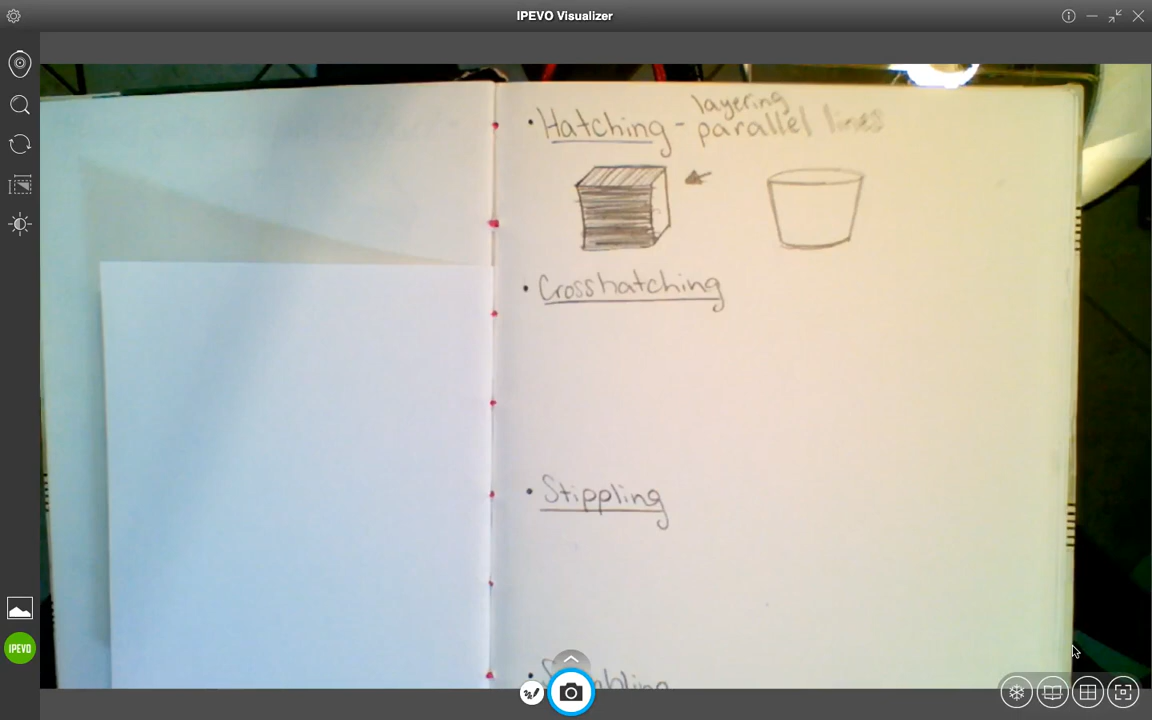 IPEVO Visualizer
layering
• Hatching - parallel lines
• Crosshatching
• Stippling
IPEVO